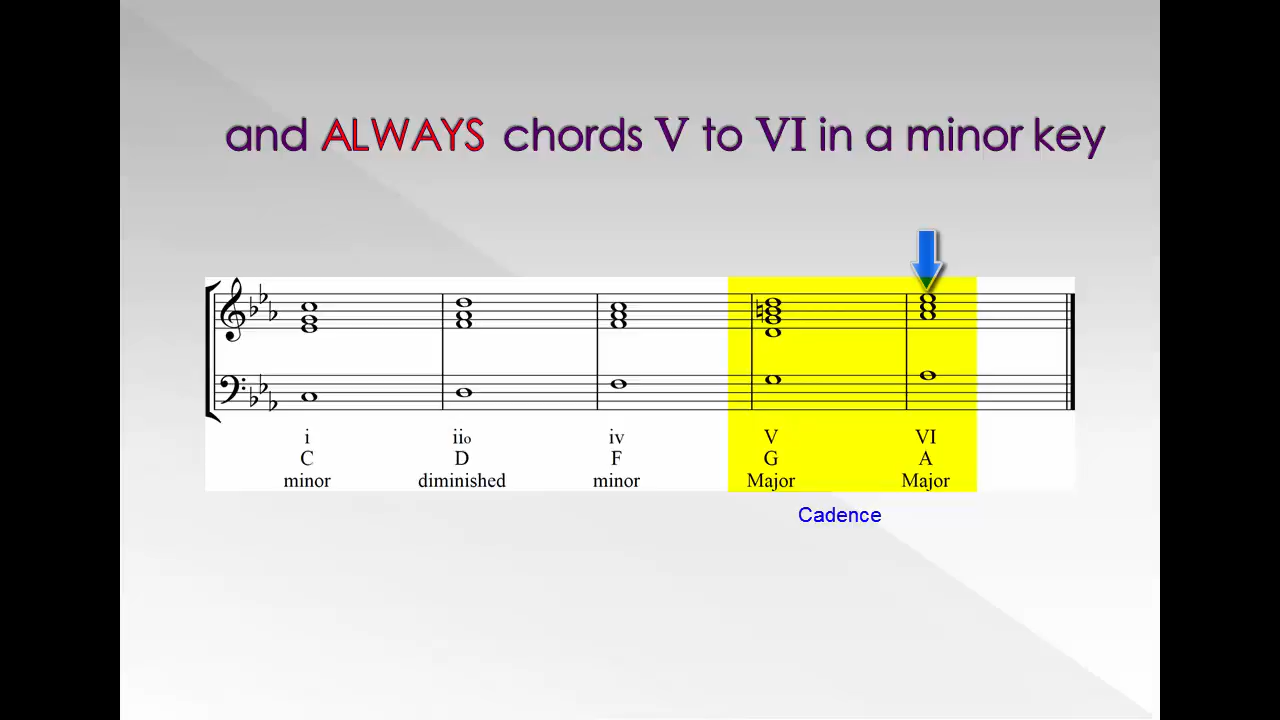 and ALWAYS chords V to VI in a minor key
i iio iv V VI
C D F G A
minor diminished minor Major Major
Cadence